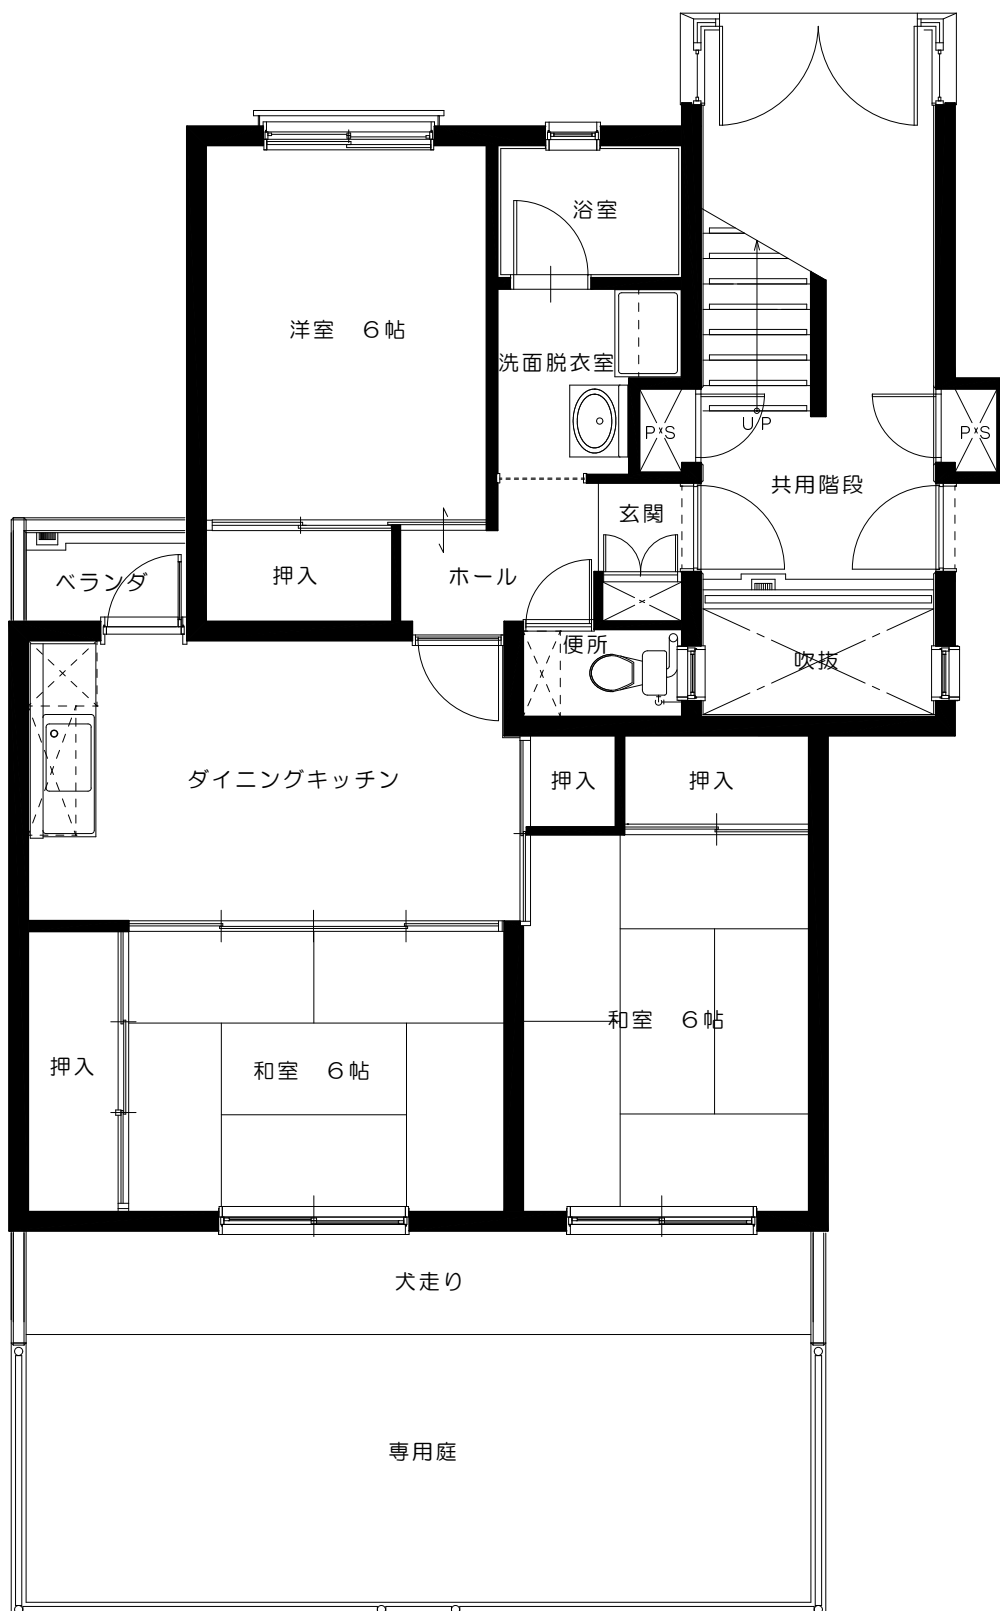 浴室
洋室　６帖
洗面脱衣室
ＰＳ
ＵＰ
ＰＳ
共用階段
玄関
ベランダ
押入
ホール
便所
吹抜
ダイニングキッチン
押入
押入
和室　６帖
押入
和室　６帖
犬走り
専用庭